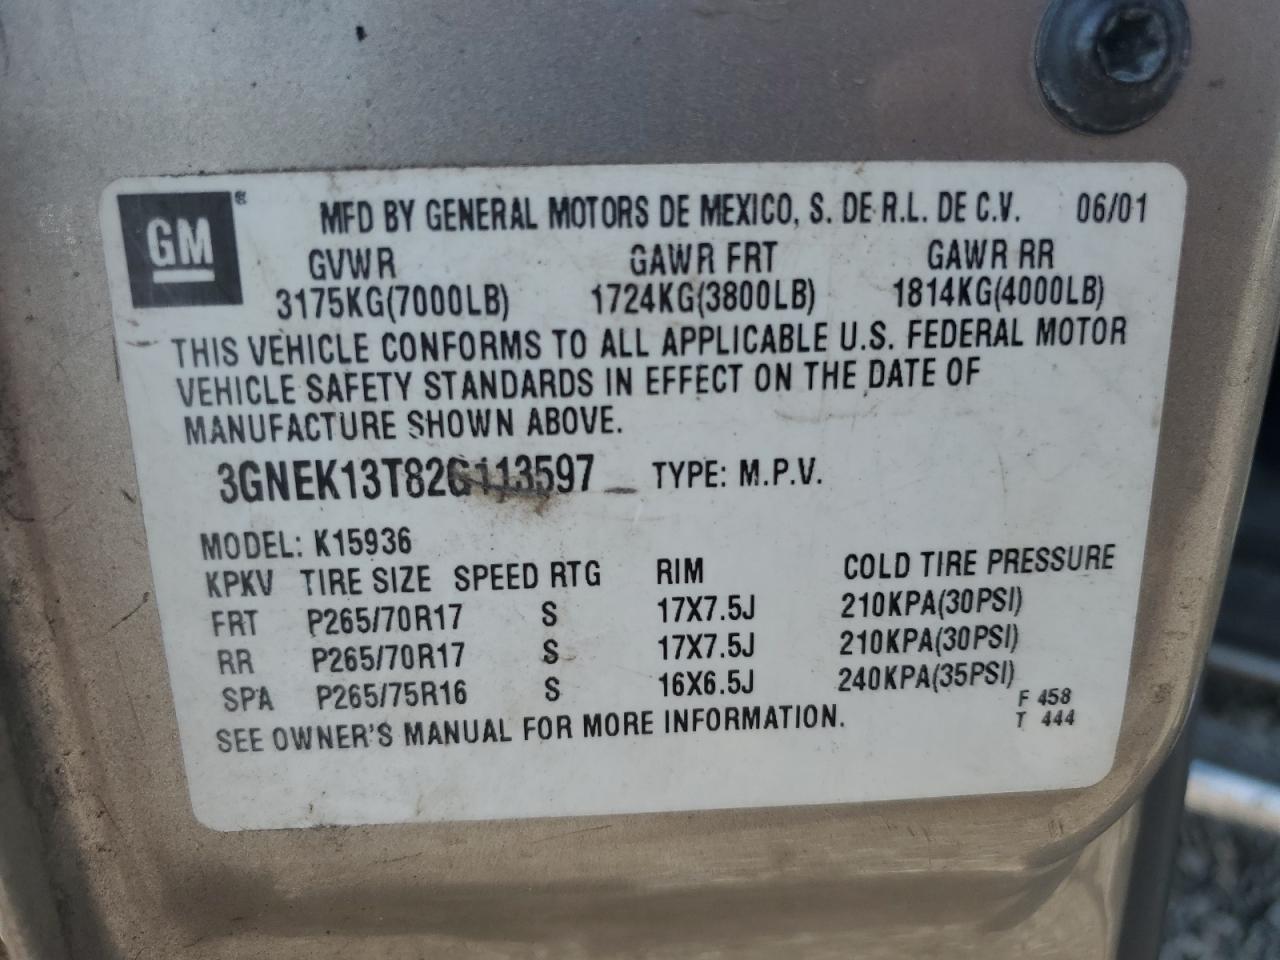 GM®
MFD BY GENERAL MOTORS DE MEXICO, S. DE R.L. DE C.V. 06/01
GVWR GAWR FRT GAWR RR
3175KG(7000LB) 1724KG(3800LB) 1814KG(4000LB)
THIS VEHICLE CONFORMS TO ALL APPLICABLE U.S. FEDERAL MOTOR
VEHICLE SAFETY STANDARDS IN EFFECT ON THE DATE OF
MANUFACTURE SHOWN ABOVE.
3GNEK13T82G113597 TYPE: M.P.V.
MODEL: K15936
KPKV TIRE SIZE SPEED RTG RIM COLD TIRE PRESSURE
FRT P265/70R17 S 17X7.5J 210KPA(30PSI)
RR P265/70R17 S 17X7.5J 210KPA(30PSI)
SPA P265/75R16 S 16X6.5J 240KPA(35PSI)
F 458
SEE OWNER'S MANUAL FOR MORE INFORMATION. T 444